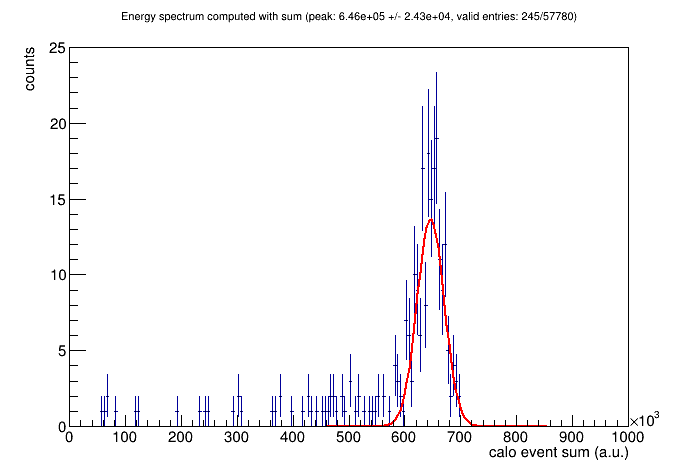 Energy spectrum computed with sum (peak: 6.46e+05 +/- 2.43e+04, valid entries: 245/57780)
counts
25
20
15
10
5
0
0 100 200 300 400 500 600 700 800 900 1000
×10³
calo event sum (a.u.)